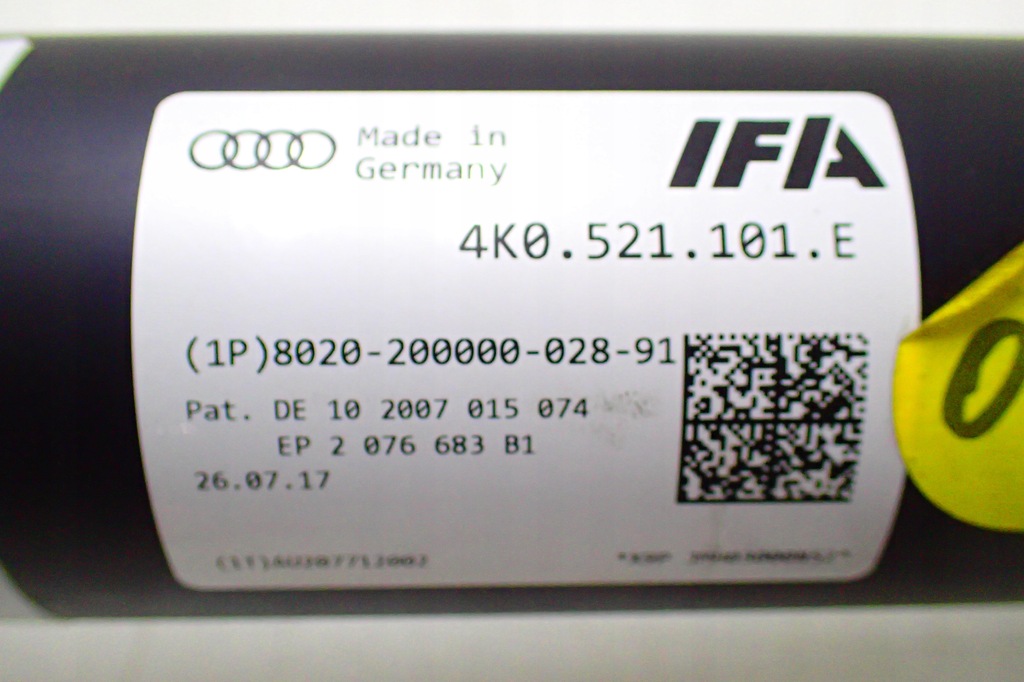 Made in
Germany
IFA
4K0.521.101.E
(1P)8020-200000-028-91
Pat. DE 10 2007 015 074
EP 2 076 683 B1
26.07.17
0